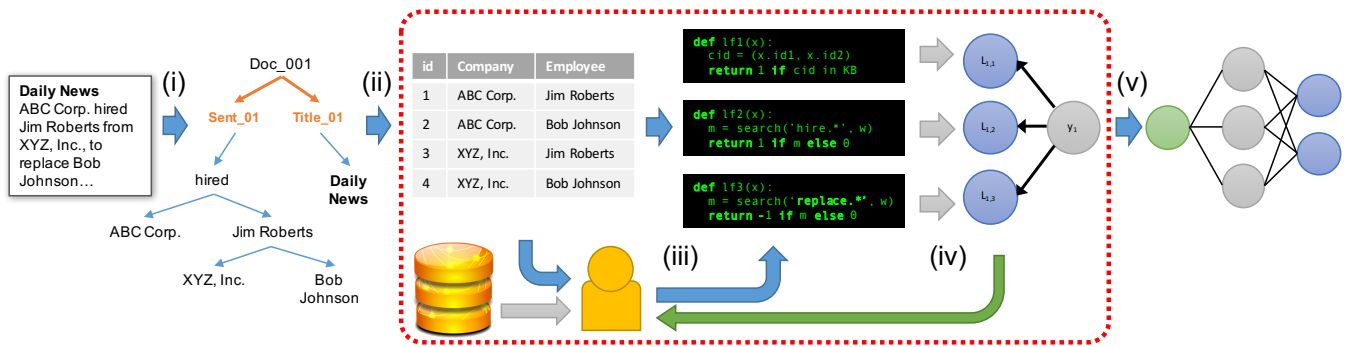 (i)
(ii)
(iii)
(iv)
(v)
Daily News
ABC Corp. hired
Jim Roberts from
XYZ, Inc., to
replace Bob
Johnson…
Doc_001
Sent_01
Title_01
hired
Daily
News
ABC Corp.
Jim Roberts
XYZ, Inc.
Bob
Johnson
id Company Employee
1 ABC Corp. Jim Roberts
2 ABC Corp. Bob Johnson
3 XYZ, Inc. Jim Roberts
4 XYZ, Inc. Bob Johnson
def lf1(x):
cid = (x.id1, x.id2)
return 1 if cid in KB
def lf2(x):
m = search(‘hire.*’, w)
return 1 if m else 0
def lf3(x):
m = search(‘replace.*’, w)
return -1 if m else 0
L1,1
L1,2
L1,3
y1